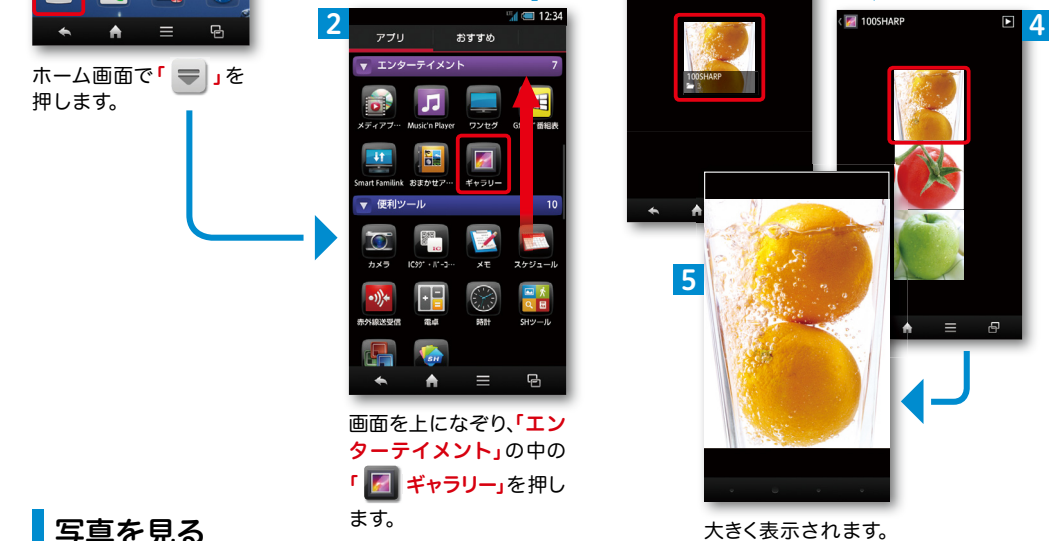 ホーム画面で「 」を
押します。
2
12:34
アプリ
おすすめ
エンターテイメント
7
メディアプ…
Music'n Player
ワンセグ
番組表
Smart Familink
おまかせア…
ギャラリー
便利ツール
10
カメラ
メモ
スケジュール
赤外線送受信
電卓
時計
SHツール
SH
画面を上になぞり、「エン
ターテイメント」の中の
「 ギャラリー」を押し
ます。
100SHARP
3
100SHARP
4
5
大きく表示されます。
写真を見る